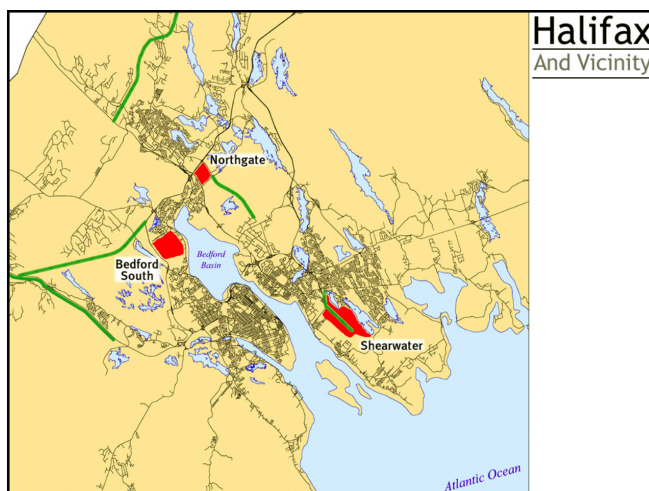 Halifax
And Vicinity
Northgate
Bedford
Basin
Bedford
South
Shearwater
Atlantic Ocean